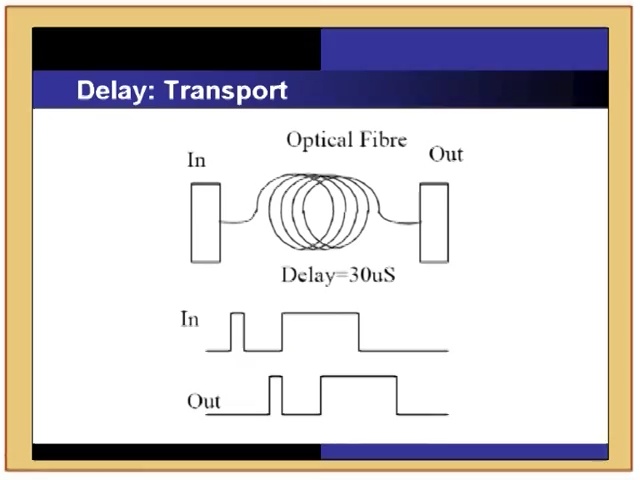 Delay: Transport
Optical Fibre
In
Out
Delay=30uS
In
Out